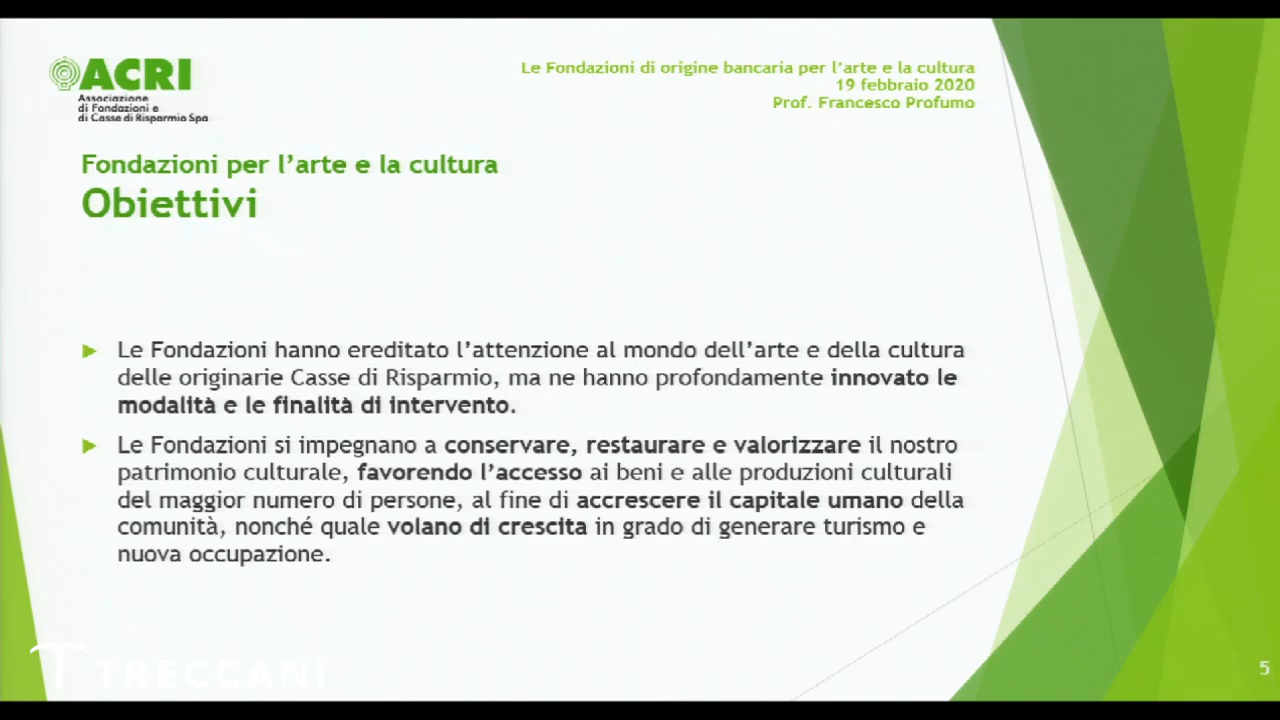 ACRI
Associazione
di Fondazioni e
di Casse di Risparmio Spa
Le Fondazioni di origine bancaria per l'arte e la cultura
19 febbraio 2020
Prof. Francesco Profumo
Fondazioni per l'arte e la cultura
Obiettivi
Le Fondazioni hanno ereditato l'attenzione al mondo dell'arte e della cultura
delle originarie Casse di Risparmio, ma ne hanno profondamente innovato le
modalità e le finalità di intervento.
Le Fondazioni si impegnano a conservare, restaurare e valorizzare il nostro
patrimonio culturale, favorendo l'accesso ai beni e alle produzioni culturali
del maggior numero di persone, al fine di accrescere il capitale umano della
comunità, nonché quale volano di crescita in grado di generare turismo e
nuova occupazione.
TRECCANI
5